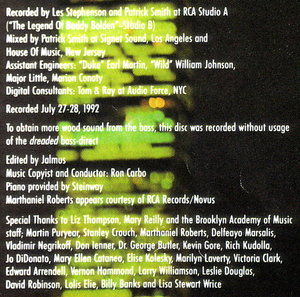 Recorded by Les Stephenson and Patrick Smith at RCA Studio A
("The Legend Of Buddy Bolden"-Studio B)
Mixed by Patrick Smith at Signet Sound, Los Angeles and
House Of Music, New Jersey
Assistant Engineers: "Duke" Earl Martin, "Wild" William Johnson,
Major Little, Marion Conaty
Digital Consultants: Tom & Ray at Audio Force, NYC
Recorded July 27-28, 1992
To obtain more wood sound from the bass, this disc was recorded without usage
of the dreaded bass-direct
Edited by Jalmus
Music Copyist and Conductor: Ron Carbo
Piano provided by Steinway
Marthaniel Roberts appears courtesy of RCA Records/Novus
Special Thanks to Liz Thompson, Mary Reilly and the Brooklyn Academy of Music
staff; Martin Puryear, Stanley Crouch, Marthaniel Roberts, Delfeayo Marsalis,
Vladimir Negrikoff, Don Ienner, Dr. George Butler, Kevin Gore, Rich Kudolla,
Jo DiDonato, Mary Ellen Cataneo, Elise Kolesky, Marilyn Laverty, Victoria Clark,
Edward Arrendell, Vernon Hammond, Larry Williamson, Leslie Douglas,
David Robinson, Lolis Elie, Billy Banks and Lisa Stewert Wrice